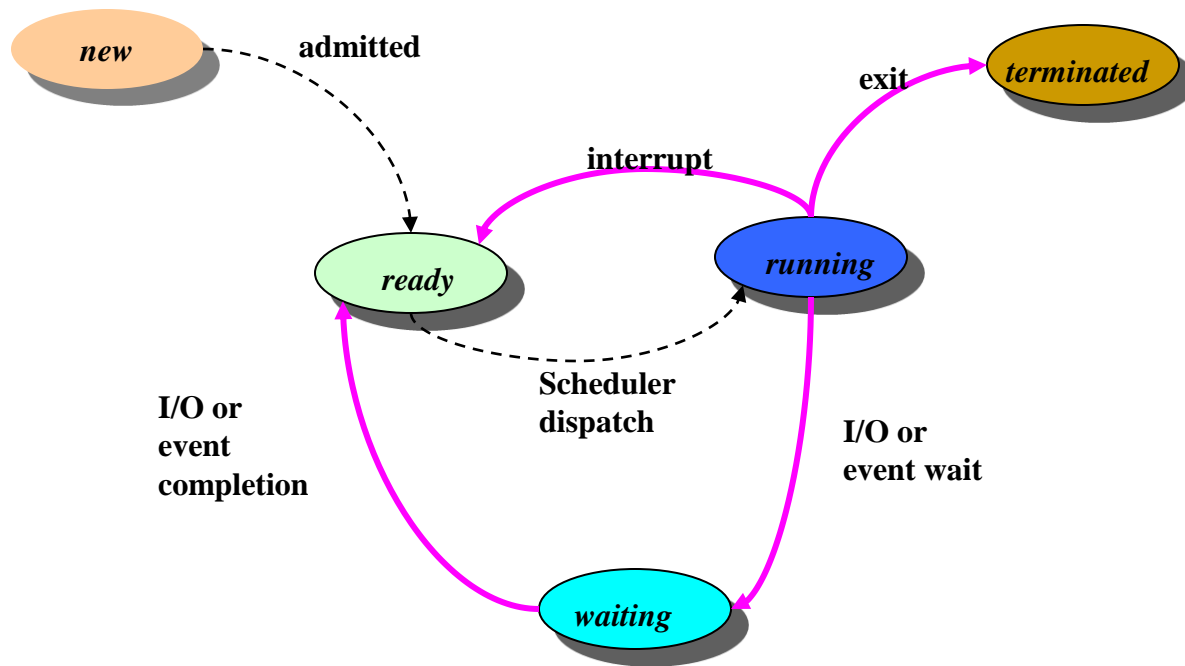 new
admitted
terminated
exit
interrupt
ready
running
Scheduler
dispatch
I/O or
event
completion
I/O or
event wait
waiting